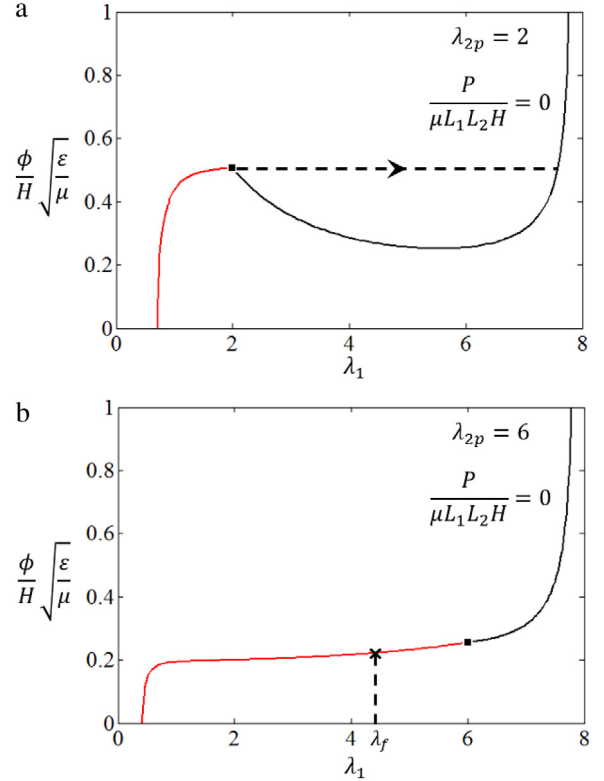 a
1
λ₂ₚ = 2
0.8
P/(μL₁L₂H) = 0
0.6
ϕ/H √(ε/μ)
0.4
0.2
0
0 2 4 6 8
λ₁
b
1
λ₂ₚ = 6
0.8
P/(μL₁L₂H) = 0
0.6
ϕ/H √(ε/μ)
0.4
0.2
0
0 2 4 λf 6 8
λ₁